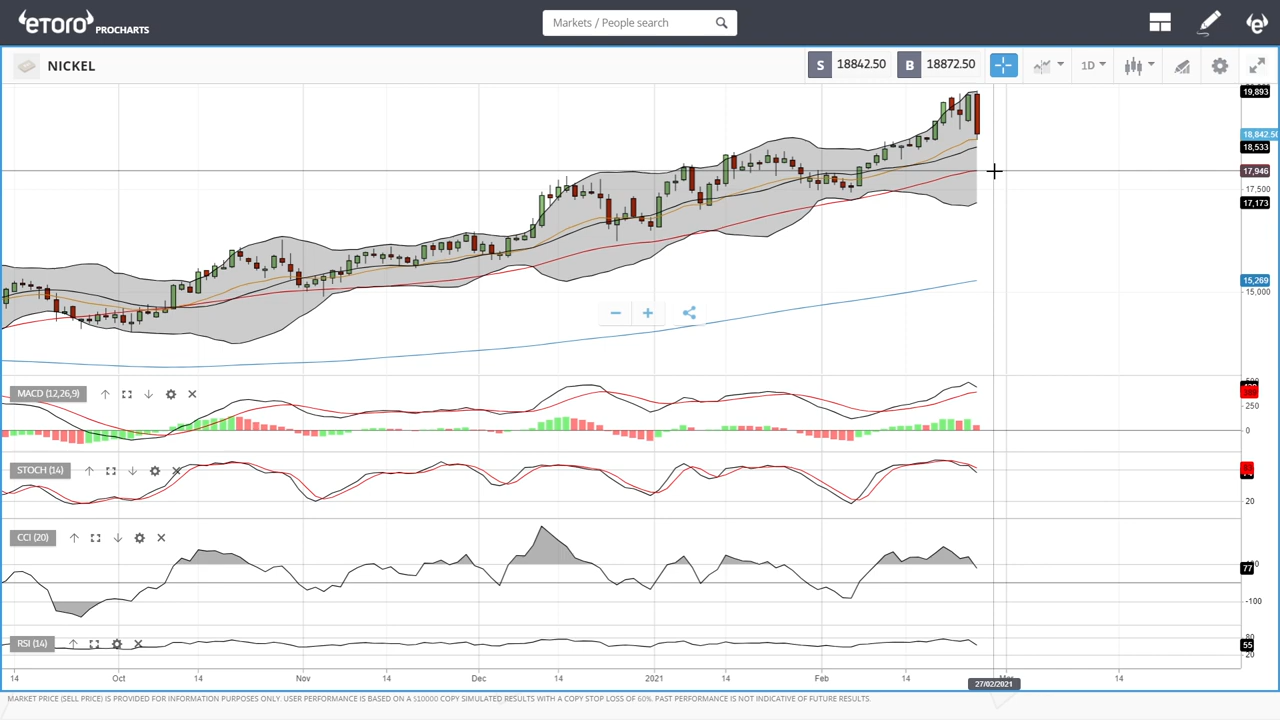 eTORO PROCHARTS
Markets / People search
NICKEL
S 18842.50 B 18872.50
1D
19,893
18,842.50
18,533
17,946
17,500
17,173
15,269
15,000
MACD (12,26,9)
250
0
STOCH (14)
20
CCI (20)
77
-100
RSI (14)
80
55
20
14 Oct 14 Nov 14 Dec 14 2021 14 Feb 14 14
27/02/2021
MARKET PRICE (SELL PRICE) IS PROVIDED FOR INFORMATION PURPOSES ONLY. USER PERFORMANCE IS BASED ON A $10000 COPY SIMULATED RESULTS WITH A COPY STOP LOSS OF 60%. PAST PERFORMANCE IS NOT INDICATIVE OF FUTURE RESULTS.